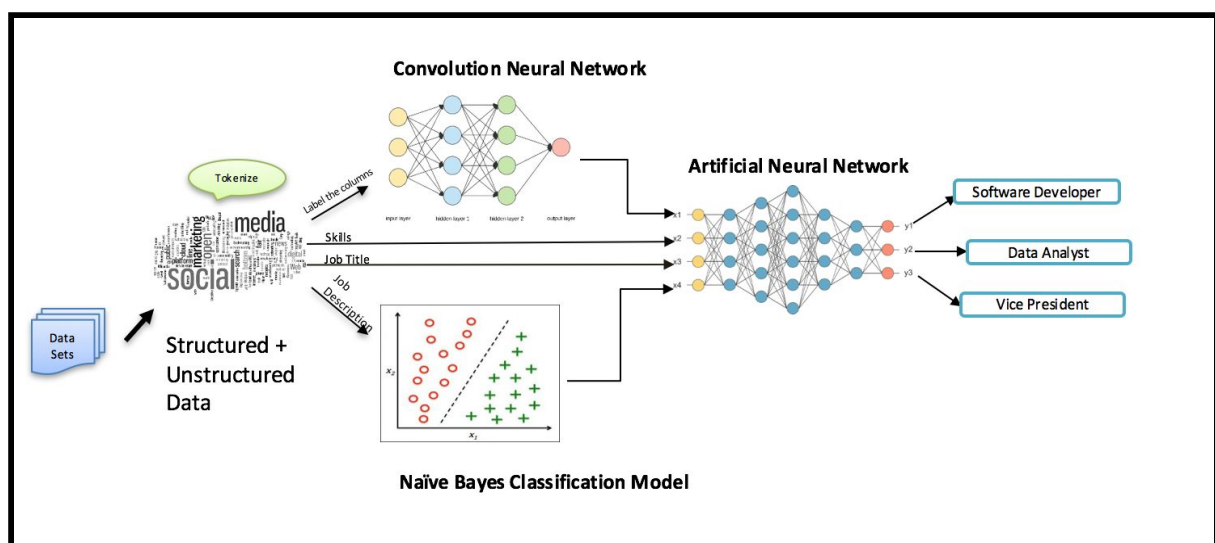 Convolution Neural Network
Tokenize
Label the columns
input layer
hidden layer 1
hidden layer 2
output layer
media
marketing
open
search
social
Skills
Job Title
Job
Description
Data
Sets
Structured +
Unstructured
Data
x₂
x₁
Naïve Bayes Classification Model
Artificial Neural Network
x1
x2
x3
x4
y1
y2
y3
Software Developer
Data Analyst
Vice President